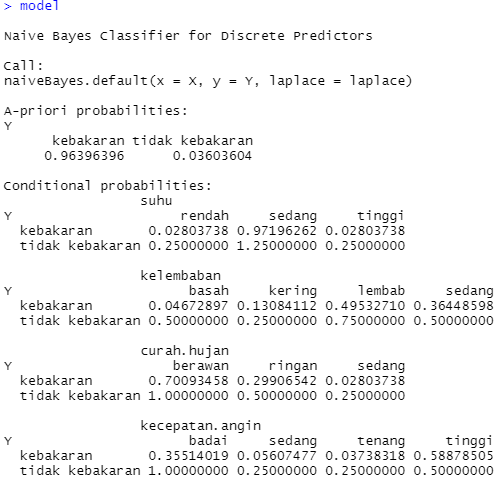 > model
Naive Bayes Classifier for Discrete Predictors
Call:
naiveBayes.default(x = X, y = Y, laplace = laplace)
A-priori probabilities:
Y
kebakaran tidak kebakaran
0.96396396 0.03603604
Conditional probabilities:
suhu
Y rendah sedang tinggi
kebakaran 0.02803738 0.97196262 0.02803738
tidak kebakaran 0.25000000 1.25000000 0.25000000
kelembaban
Y basah kering lembab sedang
kebakaran 0.04672897 0.13084112 0.49532710 0.36448598
tidak kebakaran 0.50000000 0.25000000 0.75000000 0.50000000
curah.hujan
Y berawan ringan sedang
kebakaran 0.70093458 0.29906542 0.02803738
tidak kebakaran 1.00000000 0.50000000 0.25000000
kecepatan.angin
Y badai sedang tenang tinggi
kebakaran 0.35514019 0.05607477 0.03738318 0.58878505
tidak kebakaran 1.00000000 0.25000000 0.25000000 0.50000000